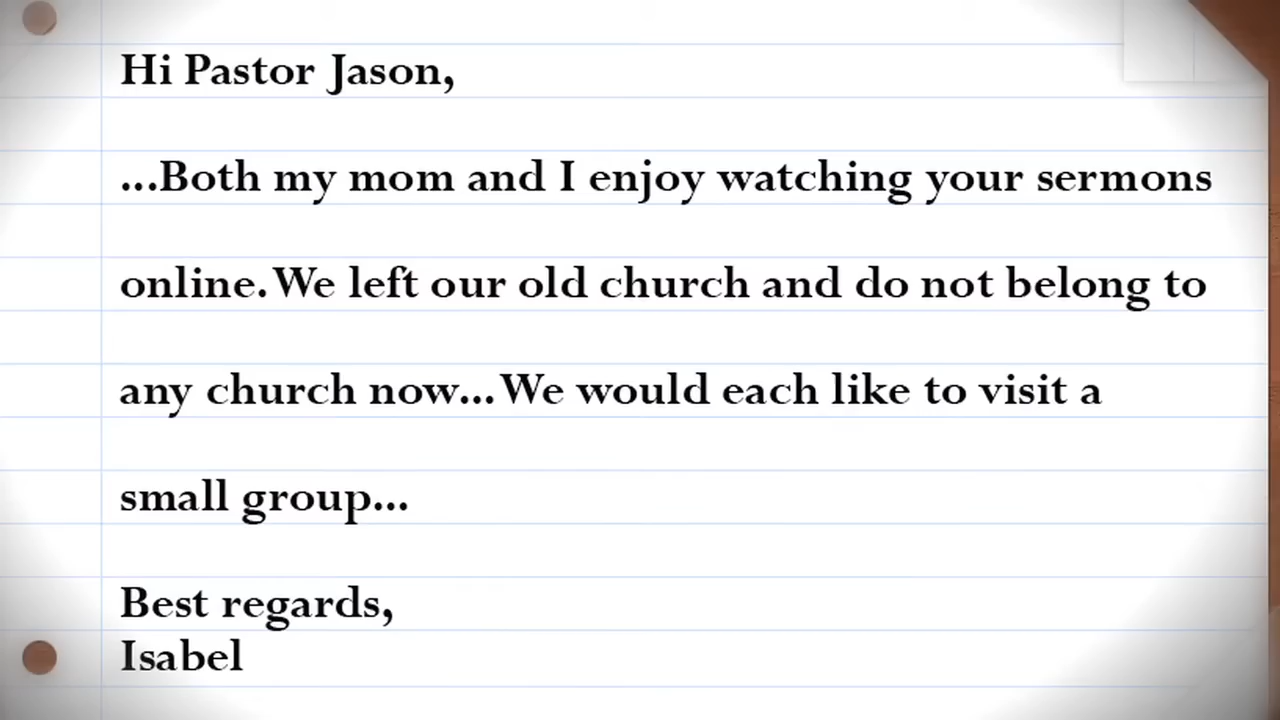 Hi Pastor Jason,
...Both my mom and I enjoy watching your sermons
online. We left our old church and do not belong to
any church now... We would each like to visit a
small group...
Best regards,
Isabel